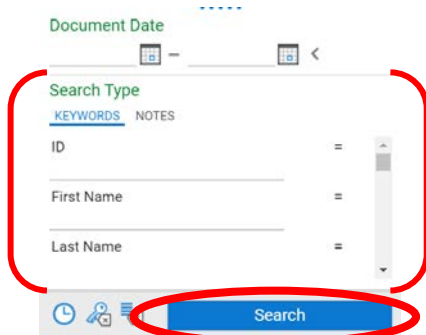 Document Date
–
<
Search Type
KEYWORDS NOTES
ID =
First Name =
Last Name =
Search